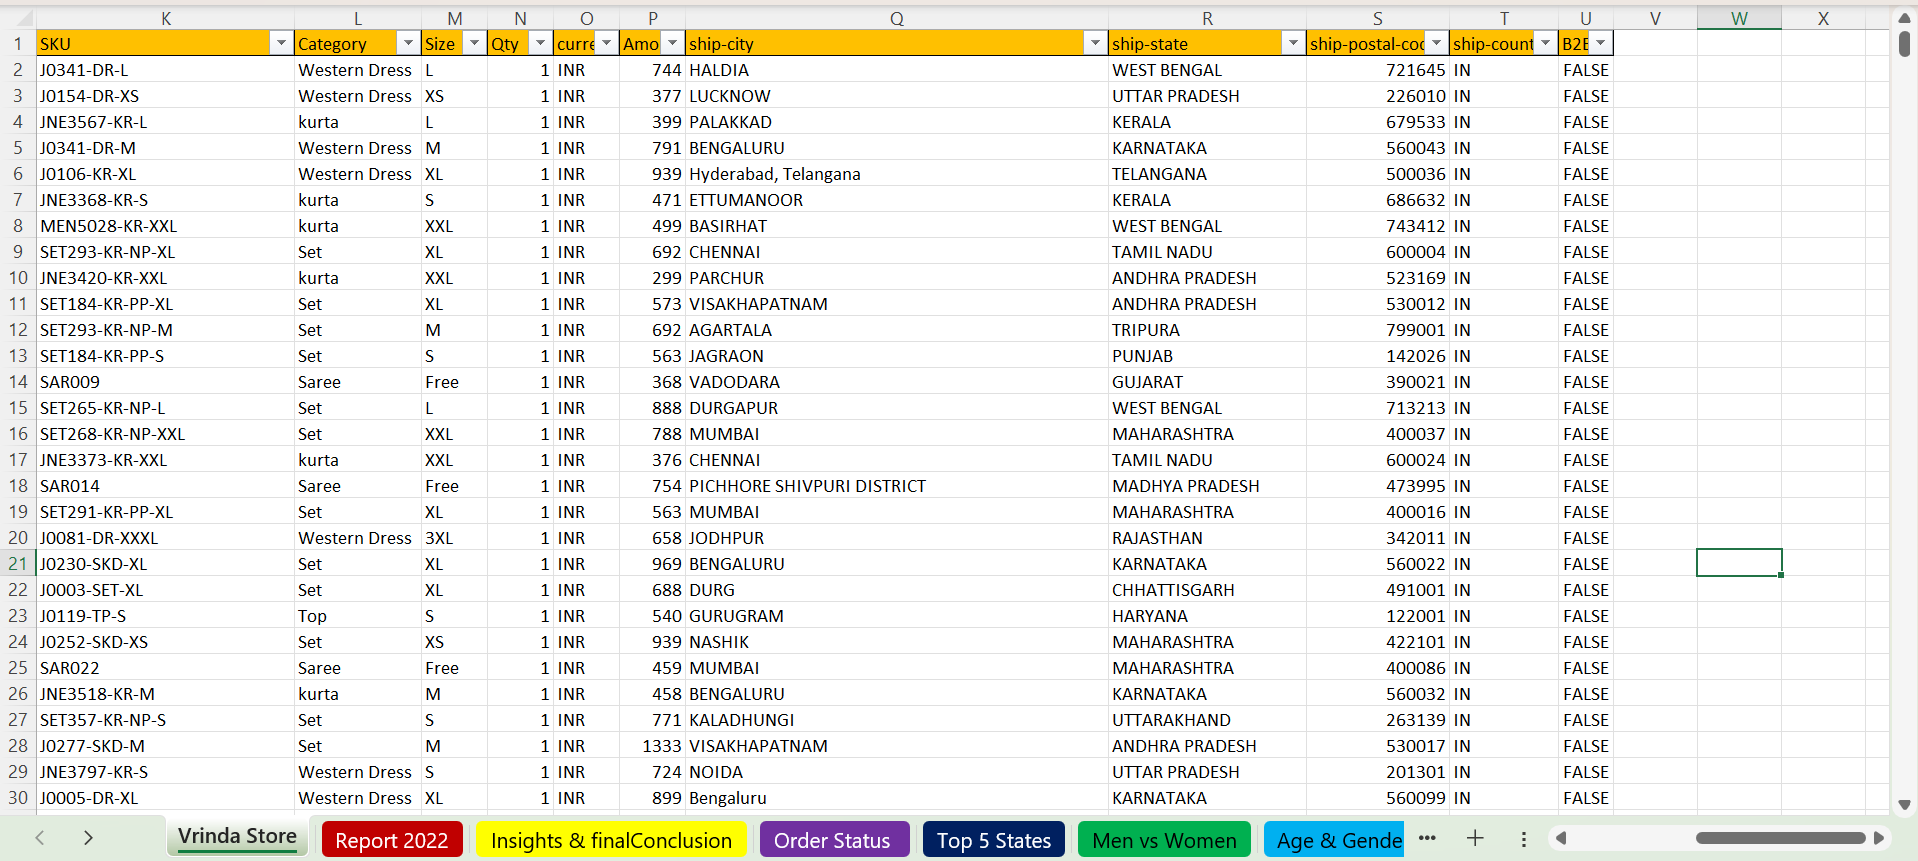 K L M N O P Q R S T U V W X
1 SKU Category Size Qty curre Amo ship-city ship-state ship-postal-coc ship-count B2E
2 J0341-DR-L Western Dress L 1 INR 744 HALDIA WEST BENGAL 721645 IN FALSE
3 J0154-DR-XS Western Dress XS 1 INR 377 LUCKNOW UTTAR PRADESH 226010 IN FALSE
4 JNE3567-KR-L kurta L 1 INR 399 PALAKKAD KERALA 679533 IN FALSE
5 J0341-DR-M Western Dress M 1 INR 791 BENGALURU KARNATAKA 560043 IN FALSE
6 J0106-KR-XL Western Dress XL 1 INR 939 Hyderabad, Telangana TELANGANA 500036 IN FALSE
7 JNE3368-KR-S kurta S 1 INR 471 ETTUMANOOR KERALA 686632 IN FALSE
8 MEN5028-KR-XXL kurta XXL 1 INR 499 BASIRHAT WEST BENGAL 743412 IN FALSE
9 SET293-KR-NP-XL Set XL 1 INR 692 CHENNAI TAMIL NADU 600004 IN FALSE
10 JNE3420-KR-XXL kurta XXL 1 INR 299 PARCHUR ANDHRA PRADESH 523169 IN FALSE
11 SET184-KR-PP-XL Set XL 1 INR 573 VISAKHAPATNAM ANDHRA PRADESH 530012 IN FALSE
12 SET293-KR-NP-M Set M 1 INR 692 AGARTALA TRIPURA 799001 IN FALSE
13 SET184-KR-PP-S Set S 1 INR 563 JAGRAON PUNJAB 142026 IN FALSE
14 SAR009 Saree Free 1 INR 368 VADODARA GUJARAT 390021 IN FALSE
15 SET265-KR-NP-L Set L 1 INR 888 DURGAPUR WEST BENGAL 713213 IN FALSE
16 SET268-KR-NP-XXL Set XXL 1 INR 788 MUMBAI MAHARASHTRA 400037 IN FALSE
17 JNE3373-KR-XXL kurta XXL 1 INR 376 CHENNAI TAMIL NADU 600024 IN FALSE
18 SAR014 Saree Free 1 INR 754 PICHHORE SHIVPURI DISTRICT MADHYA PRADESH 473995 IN FALSE
19 SET291-KR-PP-XL Set XL 1 INR 563 MUMBAI MAHARASHTRA 400016 IN FALSE
20 J0081-DR-XXXL Western Dress 3XL 1 INR 658 JODHPUR RAJASTHAN 342011 IN FALSE
21 J0230-SKD-XL Set XL 1 INR 969 BENGALURU KARNATAKA 560022 IN FALSE
22 J0003-SET-XL Set XL 1 INR 688 DURG CHHATTISGARH 491001 IN FALSE
23 J0119-TP-S Top S 1 INR 540 GURUGRAM HARYANA 122001 IN FALSE
24 J0252-SKD-XS Set XS 1 INR 939 NASHIK MAHARASHTRA 422101 IN FALSE
25 SAR022 Saree Free 1 INR 459 MUMBAI MAHARASHTRA 400086 IN FALSE
26 JNE3518-KR-M kurta M 1 INR 458 BENGALURU KARNATAKA 560032 IN FALSE
27 SET357-KR-NP-S Set S 1 INR 771 KALADHUNGI UTTARAKHAND 263139 IN FALSE
28 J0277-SKD-M Set M 1 INR 1333 VISAKHAPATNAM ANDHRA PRADESH 530017 IN FALSE
29 JNE3797-KR-S Western Dress S 1 INR 724 NOIDA UTTAR PRADESH 201301 IN FALSE
30 J0005-DR-XL Western Dress XL 1 INR 899 Bengaluru KARNATAKA 560099 IN FALSE
Vrinda Store Report 2022 Insights & finalConclusion Order Status Top 5 States Men vs Women Age & Gende